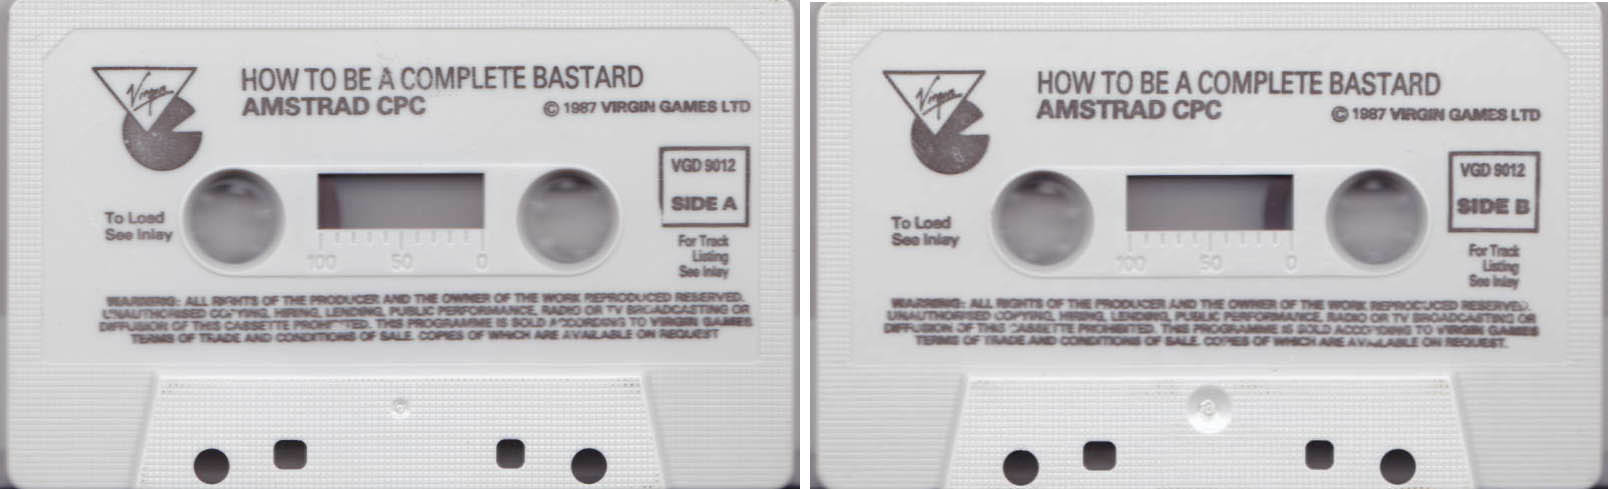 Virgin
HOW TO BE A COMPLETE BASTARD
AMSTRAD CPC
© 1987 VIRGIN GAMES LTD
VGD 9012
SIDE A
To Load
See Inlay
For Track
Listing
See Inlay
100 50 0
WARNING: ALL RIGHTS OF THE PRODUCER AND THE OWNER OF THE WORK REPRODUCED RESERVED.
UNAUTHORISED COPYING, HIRING, LENDING, PUBLIC PERFORMANCE, RADIO OR TV BROADCASTING OR
DIFFUSION OF THIS CASSETTE PROHIBITED. THIS PROGRAMME IS SOLD ACCORDING TO VIRGIN GAMES
TERMS OF TRADE AND CONDITIONS OF SALE. COPIES OF WHICH ARE AVAILABLE ON REQUEST
Virgin
HOW TO BE A COMPLETE BASTARD
AMSTRAD CPC
© 1987 VIRGIN GAMES LTD
VGD 9012
SIDE B
To Load
See Inlay
For Track
Listing
See Inlay
100 50 0
WARNING: ALL RIGHTS OF THE PRODUCER AND THE OWNER OF THE WORK REPRODUCED RESERVED.
UNAUTHORISED COPYING, HIRING, LENDING, PUBLIC PERFORMANCE, RADIO OR TV BROADCASTING OR
DIFFUSION OF THIS CASSETTE PROHIBITED. THIS PROGRAMME IS SOLD ACCORDING TO VIRGIN GAMES
TERMS OF TRADE AND CONDITIONS OF SALE. COPIES OF WHICH ARE AVAILABLE ON REQUEST.